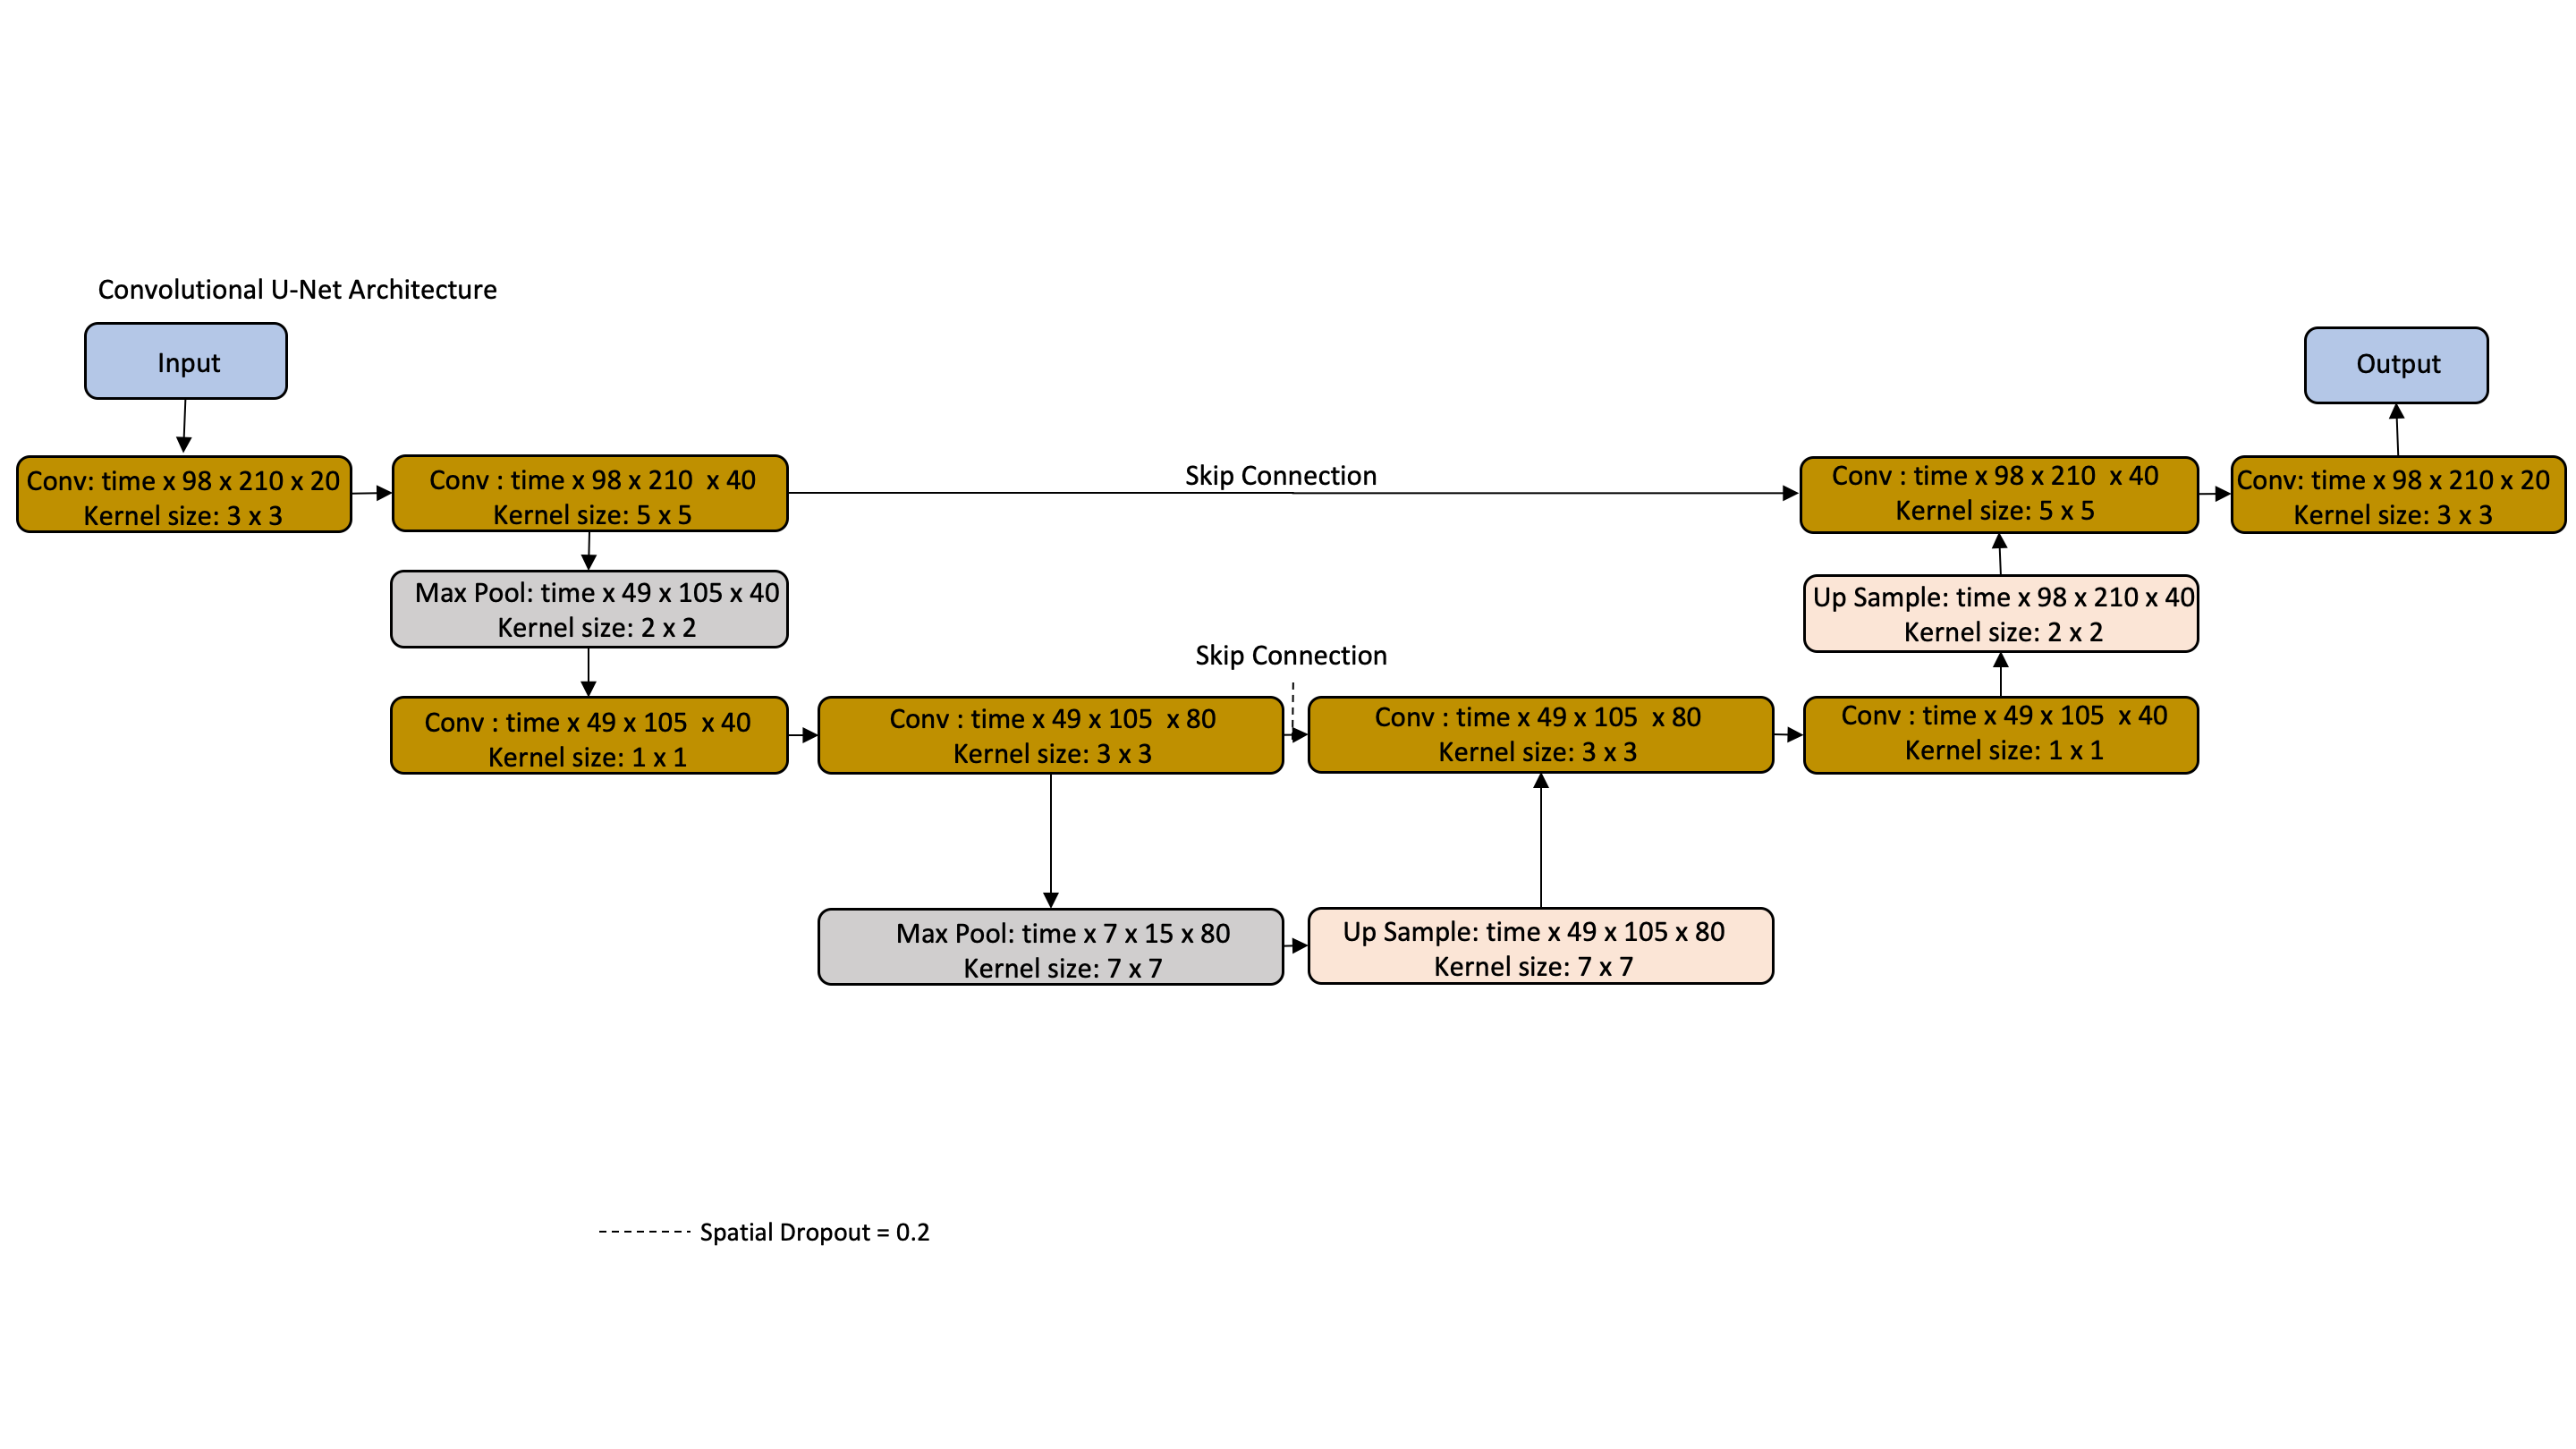 Convolutional U-Net Architecture
Input
Output
Conv: time x 98 x 210 x 20
Kernel size: 3 x 3
Conv : time x 98 x 210  x 40
Kernel size: 5 x 5
Skip Connection
Conv : time x 98 x 210  x 40
Kernel size: 5 x 5
Conv: time x 98 x 210 x 20
Kernel size: 3 x 3
Max Pool: time x 49 x 105 x 40
Kernel size: 2 x 2
Up Sample: time x 98 x 210 x 40
Kernel size: 2 x 2
Skip Connection
Conv : time x 49 x 105  x 40
Kernel size: 1 x 1
Conv : time x 49 x 105  x 80
Kernel size: 3 x 3
Conv : time x 49 x 105  x 80
Kernel size: 3 x 3
Conv : time x 49 x 105  x 40
Kernel size: 1 x 1
Max Pool: time x 7 x 15 x 80
Kernel size: 7 x 7
Up Sample: time x 49 x 105 x 80
Kernel size: 7 x 7
Spatial Dropout = 0.2